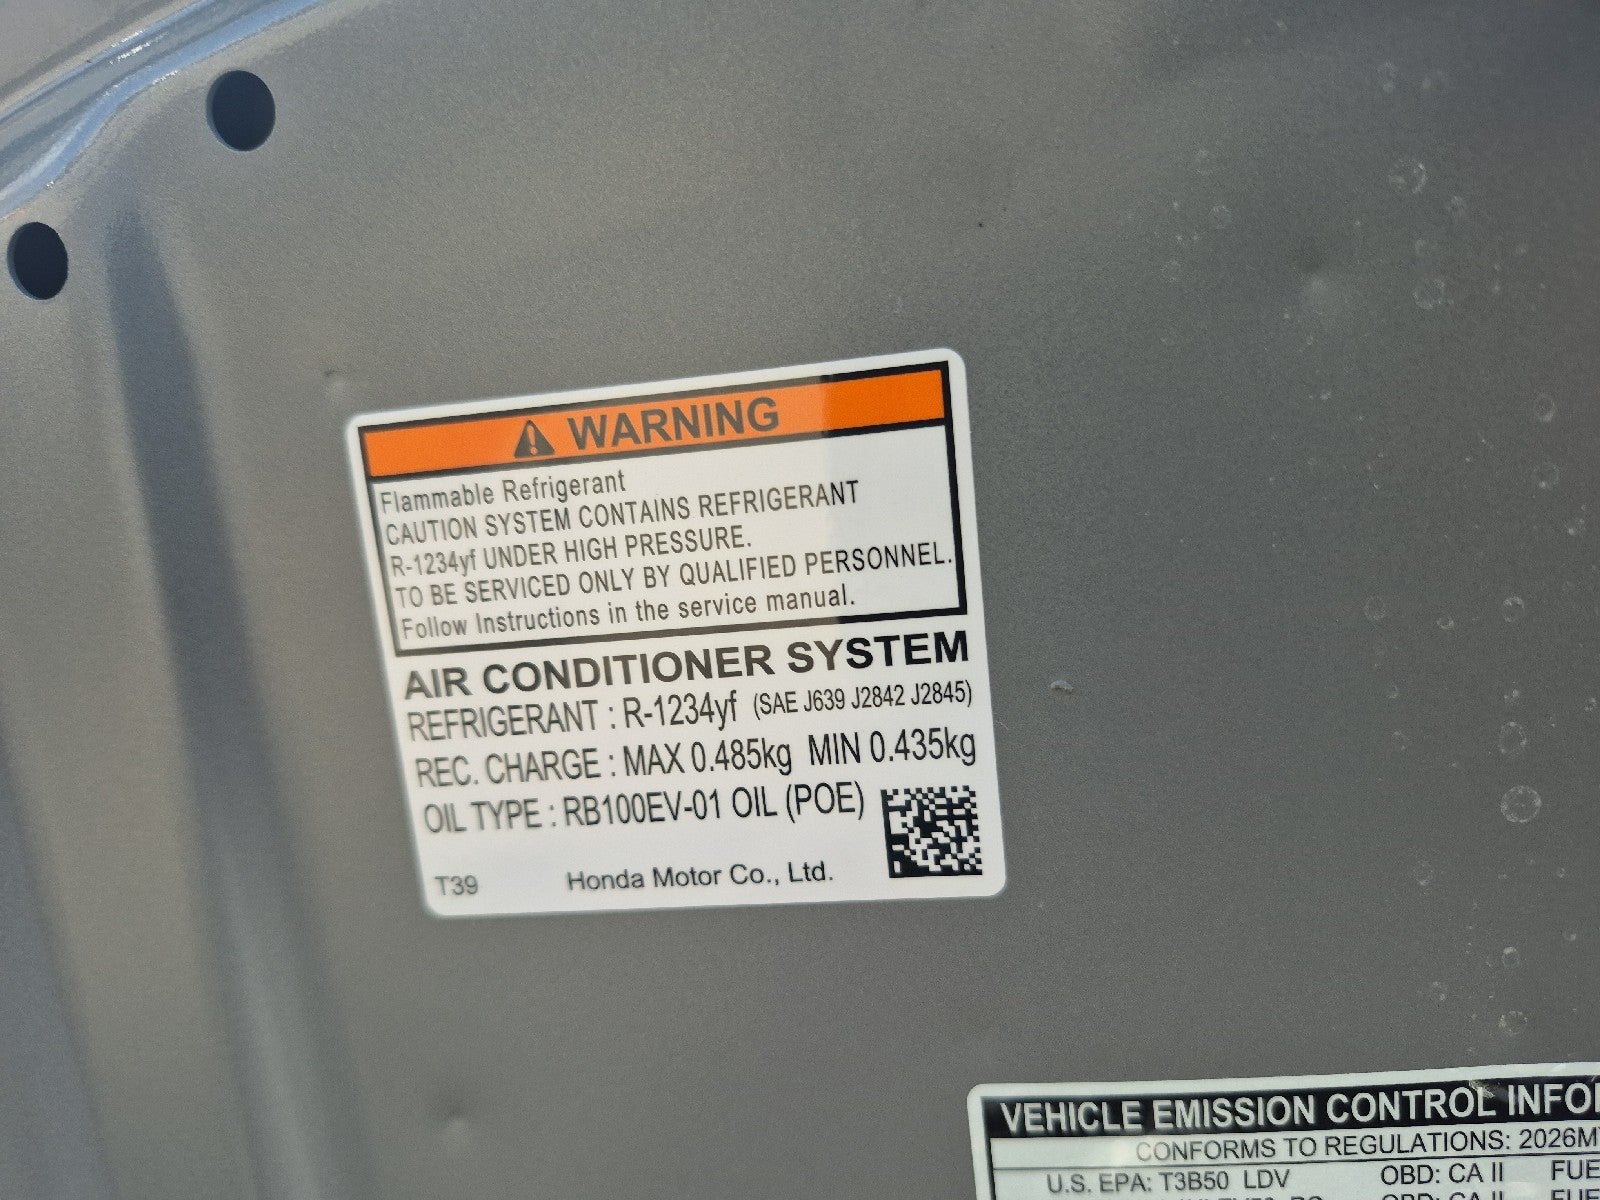 WARNING
Flammable Refrigerant
CAUTION SYSTEM CONTAINS REFRIGERANT
R-1234yf UNDER HIGH PRESSURE.
TO BE SERVICED ONLY BY QUALIFIED PERSONNEL.
Follow Instructions in the service manual.
AIR CONDITIONER SYSTEM
REFRIGERANT : R-1234yf (SAE J639 J2842 J2845)
REC. CHARGE : MAX 0.485kg MIN 0.435kg
OIL TYPE : RB100EV-01 OIL (POE)
T39 Honda Motor Co., Ltd.
VEHICLE EMISSION CONTROL
CONFORMS TO REGULATIONS:
U.S. EPA: T3B50 LDV OBD: CA II